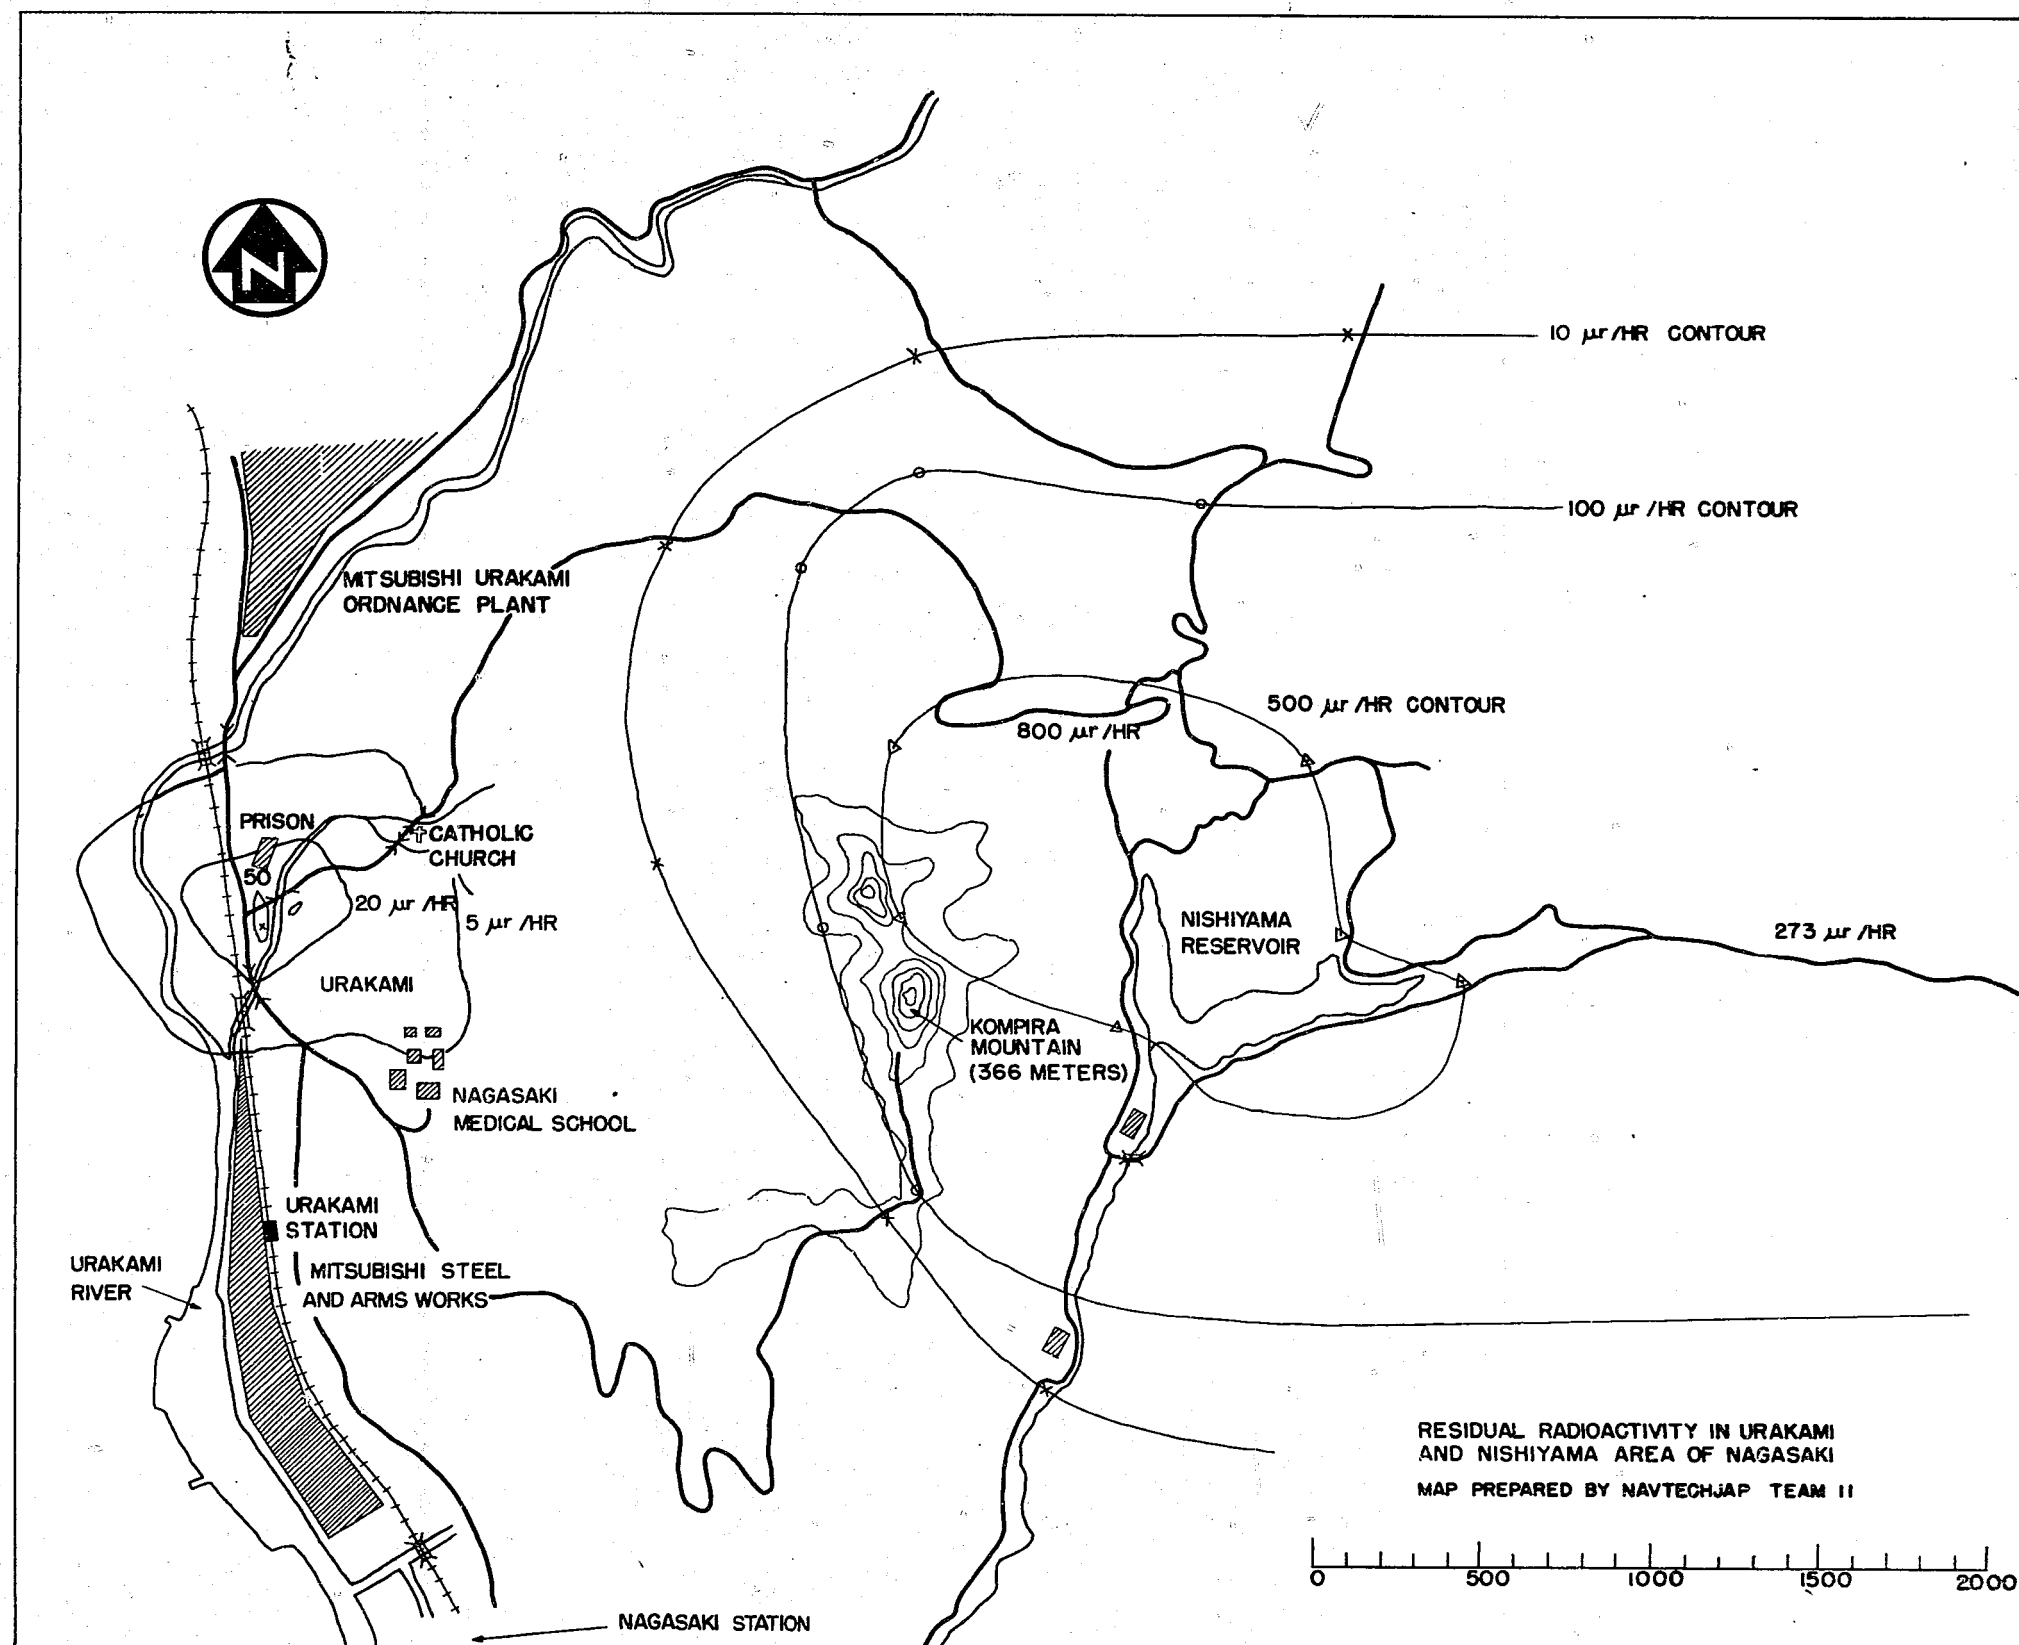 N
10 μr/HR CONTOUR
100 μr/HR CONTOUR
MITSUBISHI URAKAMI
ORDNANCE PLANT
500 μr/HR CONTOUR
800 μr/HR
PRISON
CATHOLIC
CHURCH
50
20 μr/HR
5 μr/HR
NISHIYAMA
RESERVOIR
273 μr/HR
URAKAMI
KOMPIRA
MOUNTAIN
(366 METERS)
NAGASAKI
MEDICAL SCHOOL
URAKAMI
STATION
URAKAMI
RIVER
MITSUBISHI STEEL
AND ARMS WORKS
RESIDUAL RADIOACTIVITY IN URAKAMI
AND NISHIYAMA AREA OF NAGASAKI
MAP PREPARED BY NAVTECHJAP TEAM 11
0 500 1000 1500 2000
NAGASAKI STATION